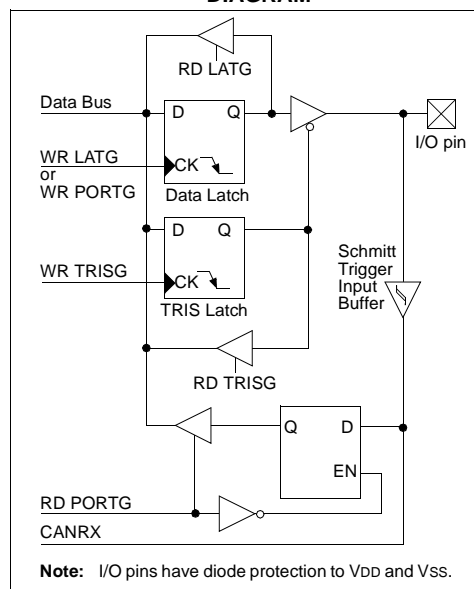 DIAGRAM
RD LATG
Data Bus
D Q
I/O pin
WR LATG
or
WR PORTG
CK
Data Latch
D Q
WR TRISG
CK
TRIS Latch
Schmitt
Trigger
Input
Buffer
RD TRISG
Q D
EN
RD PORTG
CANRX
Note: I/O pins have diode protection to VDD and VSS.